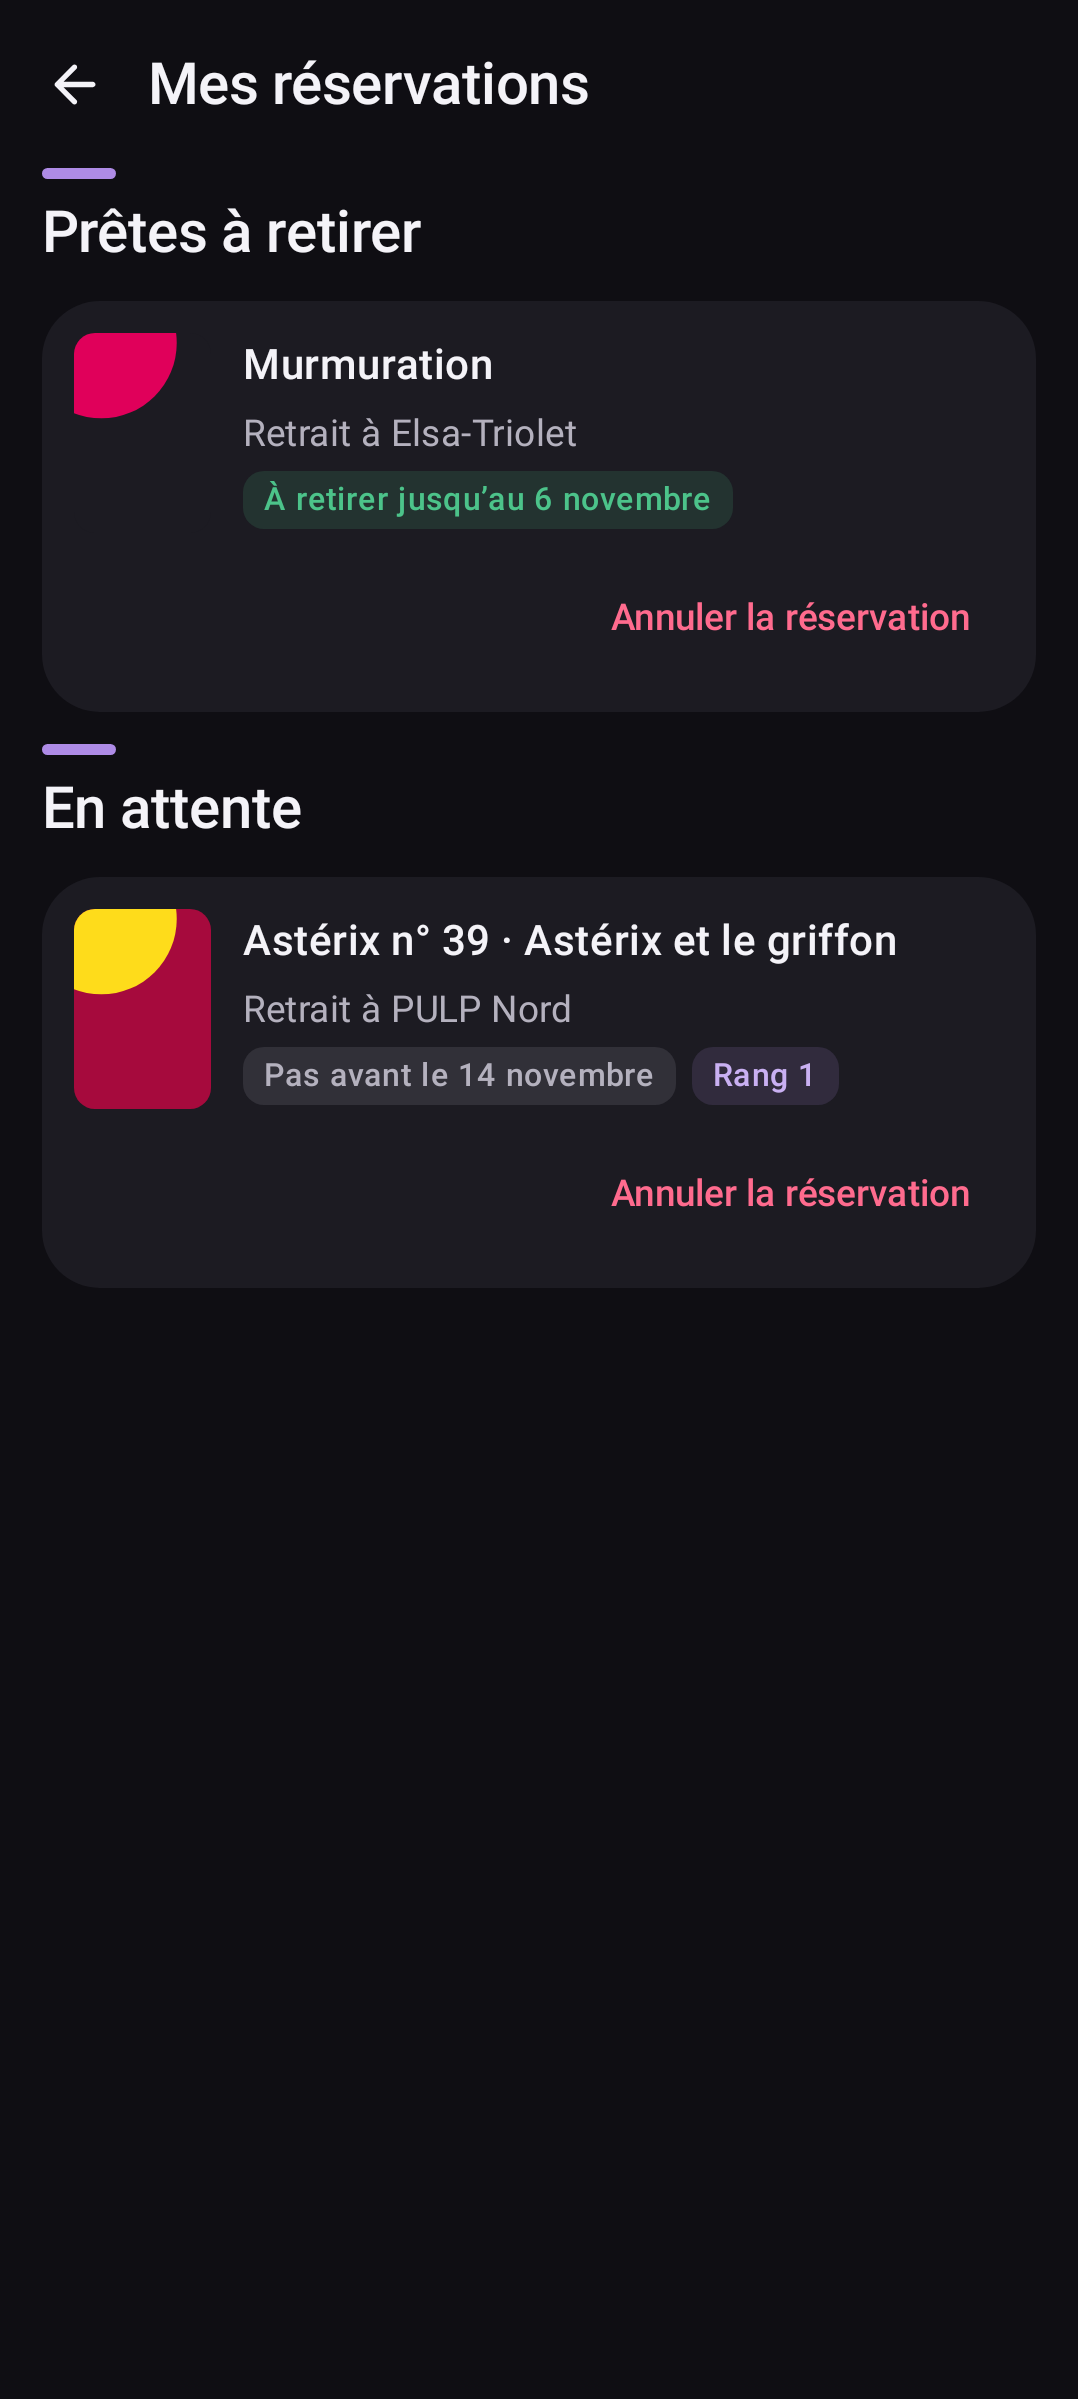 Mes réservations
Prêtes à retirer
Murmuration
Retrait à Elsa-Triolet
À retirer jusqu’au 6 novembre
Annuler la réservation
En attente
Astérix n° 39 · Astérix et le griffon
Retrait à PULP Nord
Pas avant le 14 novembre
Rang 1
Annuler la réservation